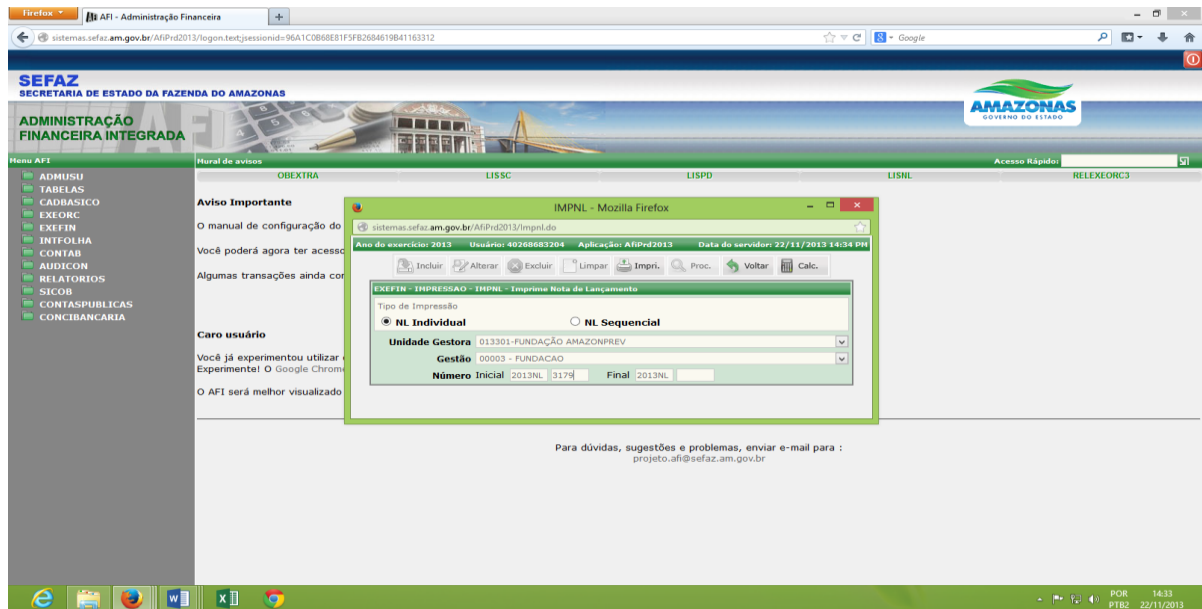 Firefox
AFI - Administração Financeira
sistemas.sefaz.am.gov.br/AfiPrd2013/logon.text;jsessionid=96A1C0B68E81F5FB2684619B41163312
Google
SEFAZ
SECRETARIA DE ESTADO DA FAZENDA DO AMAZONAS
ADMINISTRAÇÃO
FINANCEIRA INTEGRADA
AMAZONAS
GOVERNO DO ESTADO
Menu AFI
Mural de avisos
Acesso Rápido:
ADMUSU
TABELAS
CADBASICO
EXEORC
EXEFIN
INTFOLHA
CONTAB
AUDICON
RELATORIOS
SICOB
CONTASPUBLICAS
CONCIBANCARIA
OBEXTRA LISSC LISPD LISNL RELEXEORC3
Aviso Importante
O manual de configuração do
Você poderá agora ter acesso
Algumas transações ainda con
Caro usuário
Você já experimentou utilizar
Experimente! O Google Chrome
O AFI será melhor visualizado
IMPNL - Mozilla Firefox
sistemas.sefaz.am.gov.br/AfiPrd2013/Impnl.do
Ano do exercício: 2013 Usuário: 40268683204 Aplicação: AfiPrd2013 Data do servidor: 22/11/2013 14:34 PM
Incluir Alterar Excluir Limpar Impri. Proc. Voltar Calc.
EXEFIN - IMPRESSAO - IMPNL - Imprime Nota de Lançamento
Tipo de Impressão
NL Individual NL Sequencial
Unidade Gestora 013301-FUNDAÇÃO AMAZONPREV
Gestão 00003 - FUNDACAO
Número Inicial 2013NL 3179 Final 2013NL
Para dúvidas, sugestões e problemas, enviar e-mail para :
projeto.afi@sefaz.am.gov.br
POR 14:33
PTB2 22/11/2013